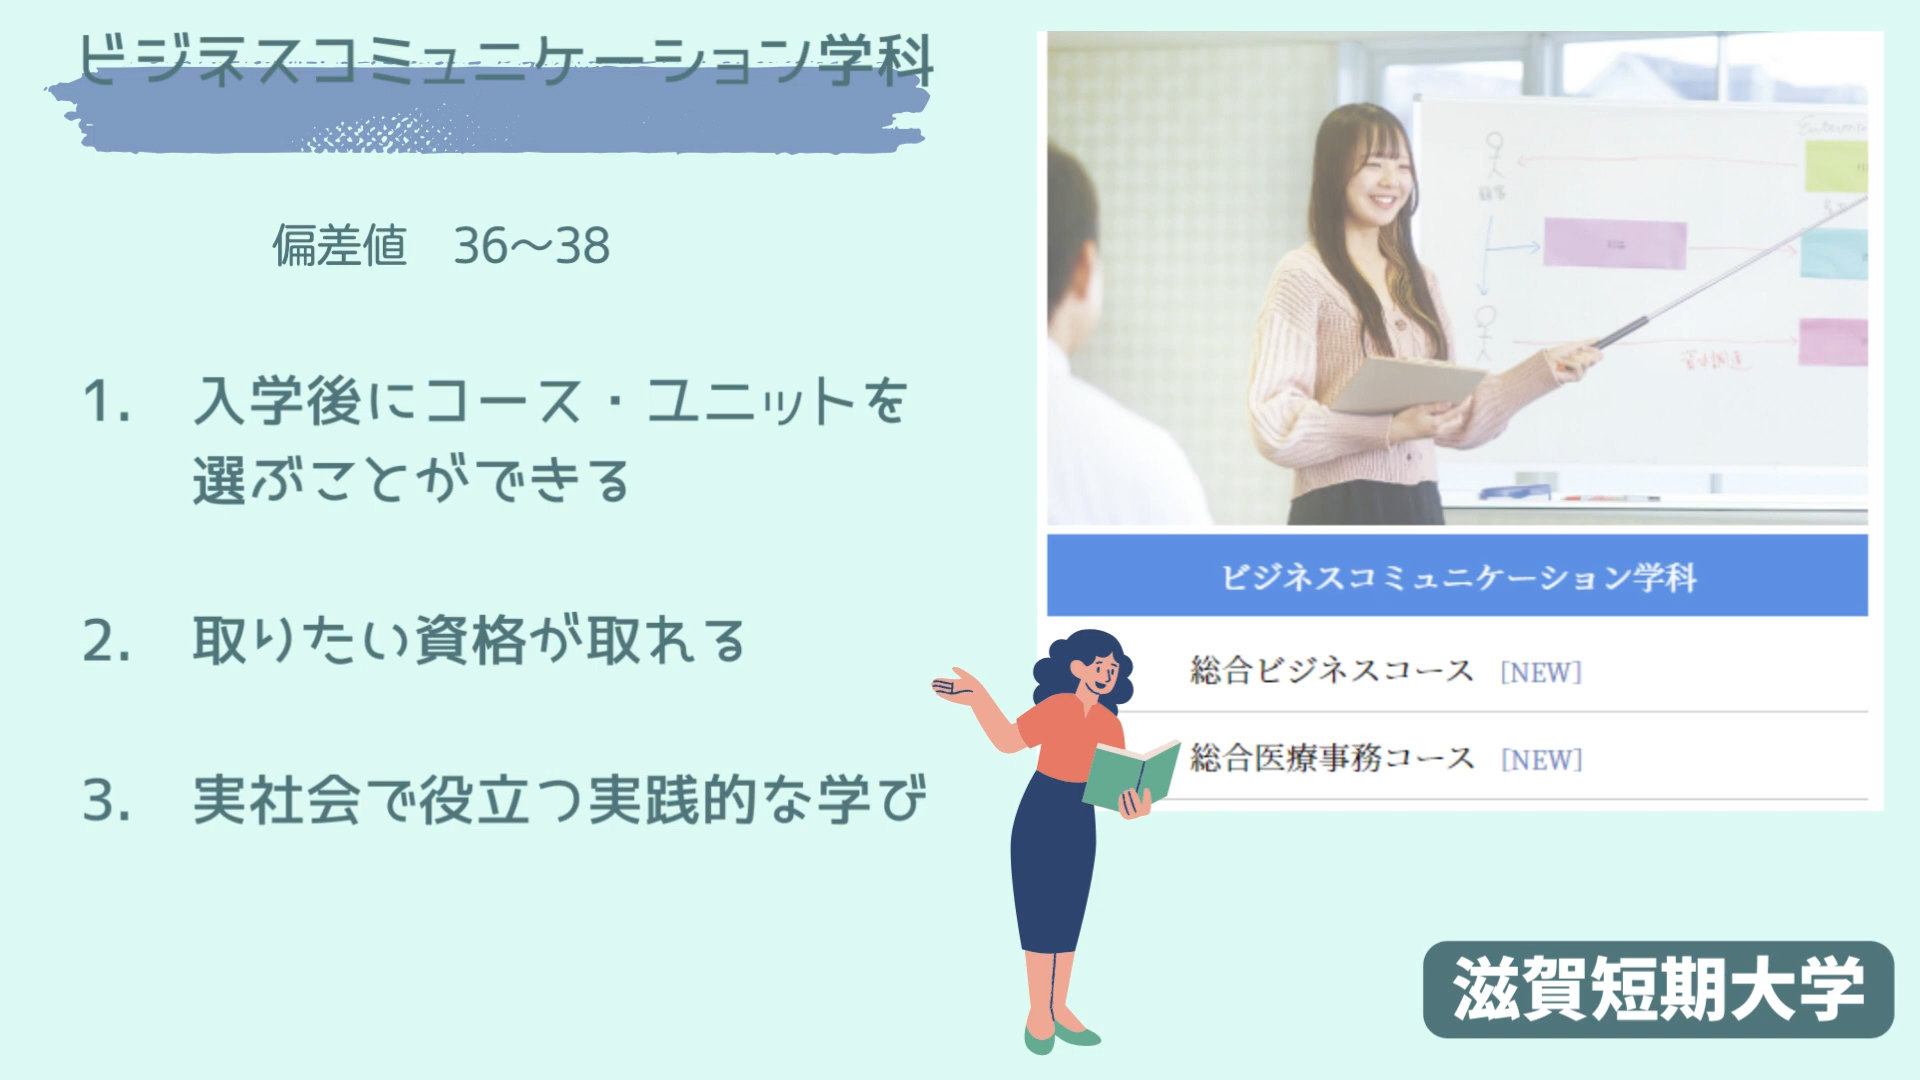 ビジネスコミュニケーション学科
偏差値　36〜38
1.　入学後にコース・ユニットを
選ぶことができる
2.　取りたい資格が取れる
3.　実社会で役立つ実践的な学び
顧客
ビジネスコミュニケーション学科
総合ビジネスコース [NEW]
総合医療事務コース [NEW]
滋賀短期大学